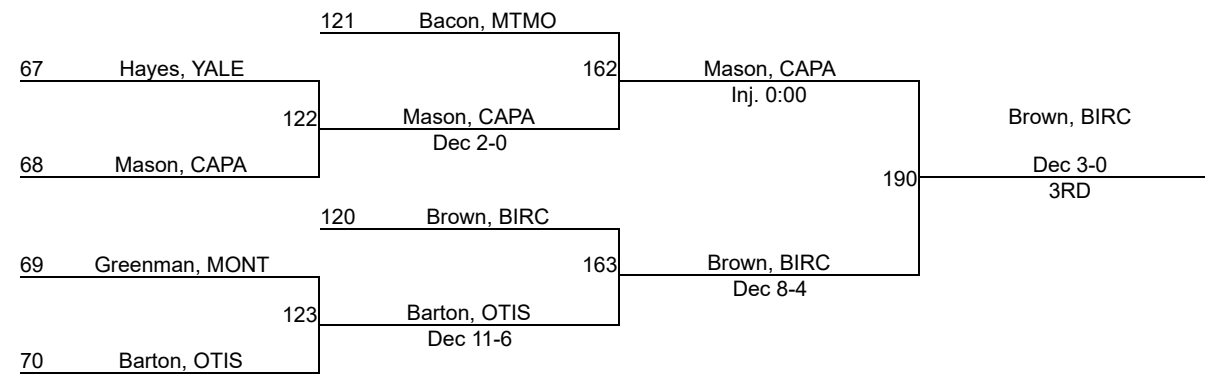 121 Bacon, MTMO
67 Hayes, YALE
162 Mason, CAPA
Inj. 0:00
122 Mason, CAPA
Dec 2-0
Brown, BIRC
68 Mason, CAPA
190 Dec 3-0
3RD
120 Brown, BIRC
69 Greenman, MONT
163 Brown, BIRC
Dec 8-4
123 Barton, OTIS
Dec 11-6
70 Barton, OTIS